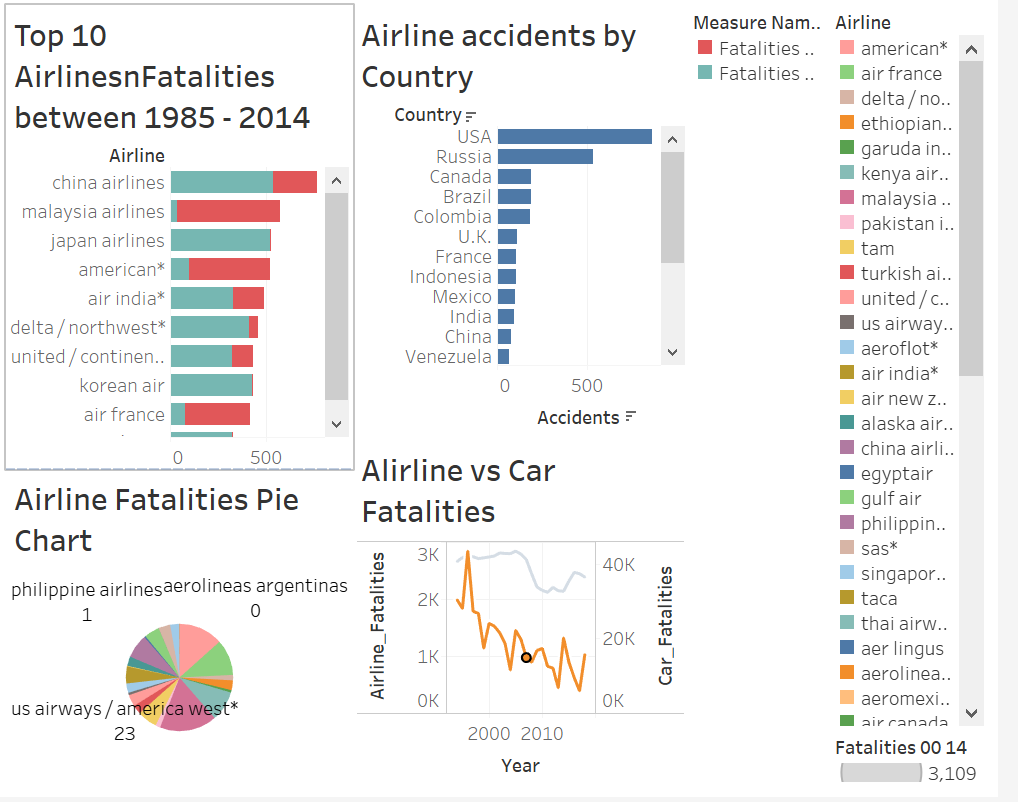 Top 10
AirlinesnFatalities
between 1985 - 2014
Airline
china airlines
malaysia airlines
japan airlines
american*
air india*
delta / northwest*
united / continen..
korean air
air france
0 500
Airline accidents by
Country
Country
USA
Russia
Canada
Brazil
Colombia
U.K.
France
Indonesia
Mexico
India
China
Venezuela
0 500
Accidents
Measure Nam..
Fatalities ..
Fatalities ..
Airline
american*
air france
delta / no..
ethiopian..
garuda in..
kenya air..
malaysia ..
pakistan i..
tam
turkish ai..
united / c..
us airway..
aeroflot*
air india*
air new z..
alaska air..
china airli..
egyptair
gulf air
philippin..
sas*
singapor..
taca
thai airw..
aer lingus
aerolinea..
aeromexi..
air canada
Fatalities 00 14
3,109
Airline Fatalities Pie
Chart
philippine airlines
1
aerolineas argentinas
0
us airways / america west*
23
Alirline vs Car
Fatalities
Airline_Fatalities
3K
2K
1K
0K
40K
20K
0K
Car_Fatalities
2000 2010
Year